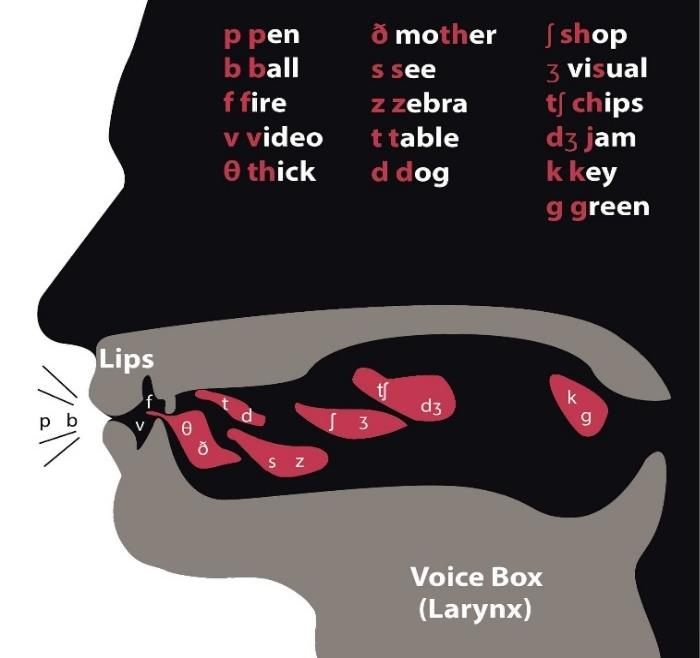 p pen
b ball
f fire
v video
θ thick
ð mother
s see
z zebra
t table
d dog
ʃ shop
ʒ visual
tʃ chips
dʒ jam
k key
g green
Lips
p b
f
v
θ
ð
t
d
s z
ʃ ʒ
tʃ
dʒ
k
g
Voice Box
(Larynx)